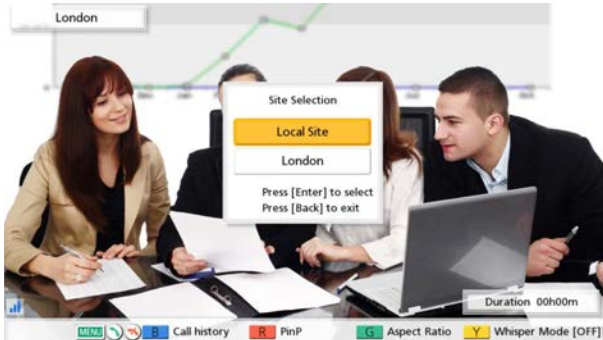 London
Site Selection
Local Site
London
Press [Enter] to select
Press [Back] to exit
Duration 00h00m
MENU B Call history R PinP G Aspect Ratio Y Whisper Mode [OFF]